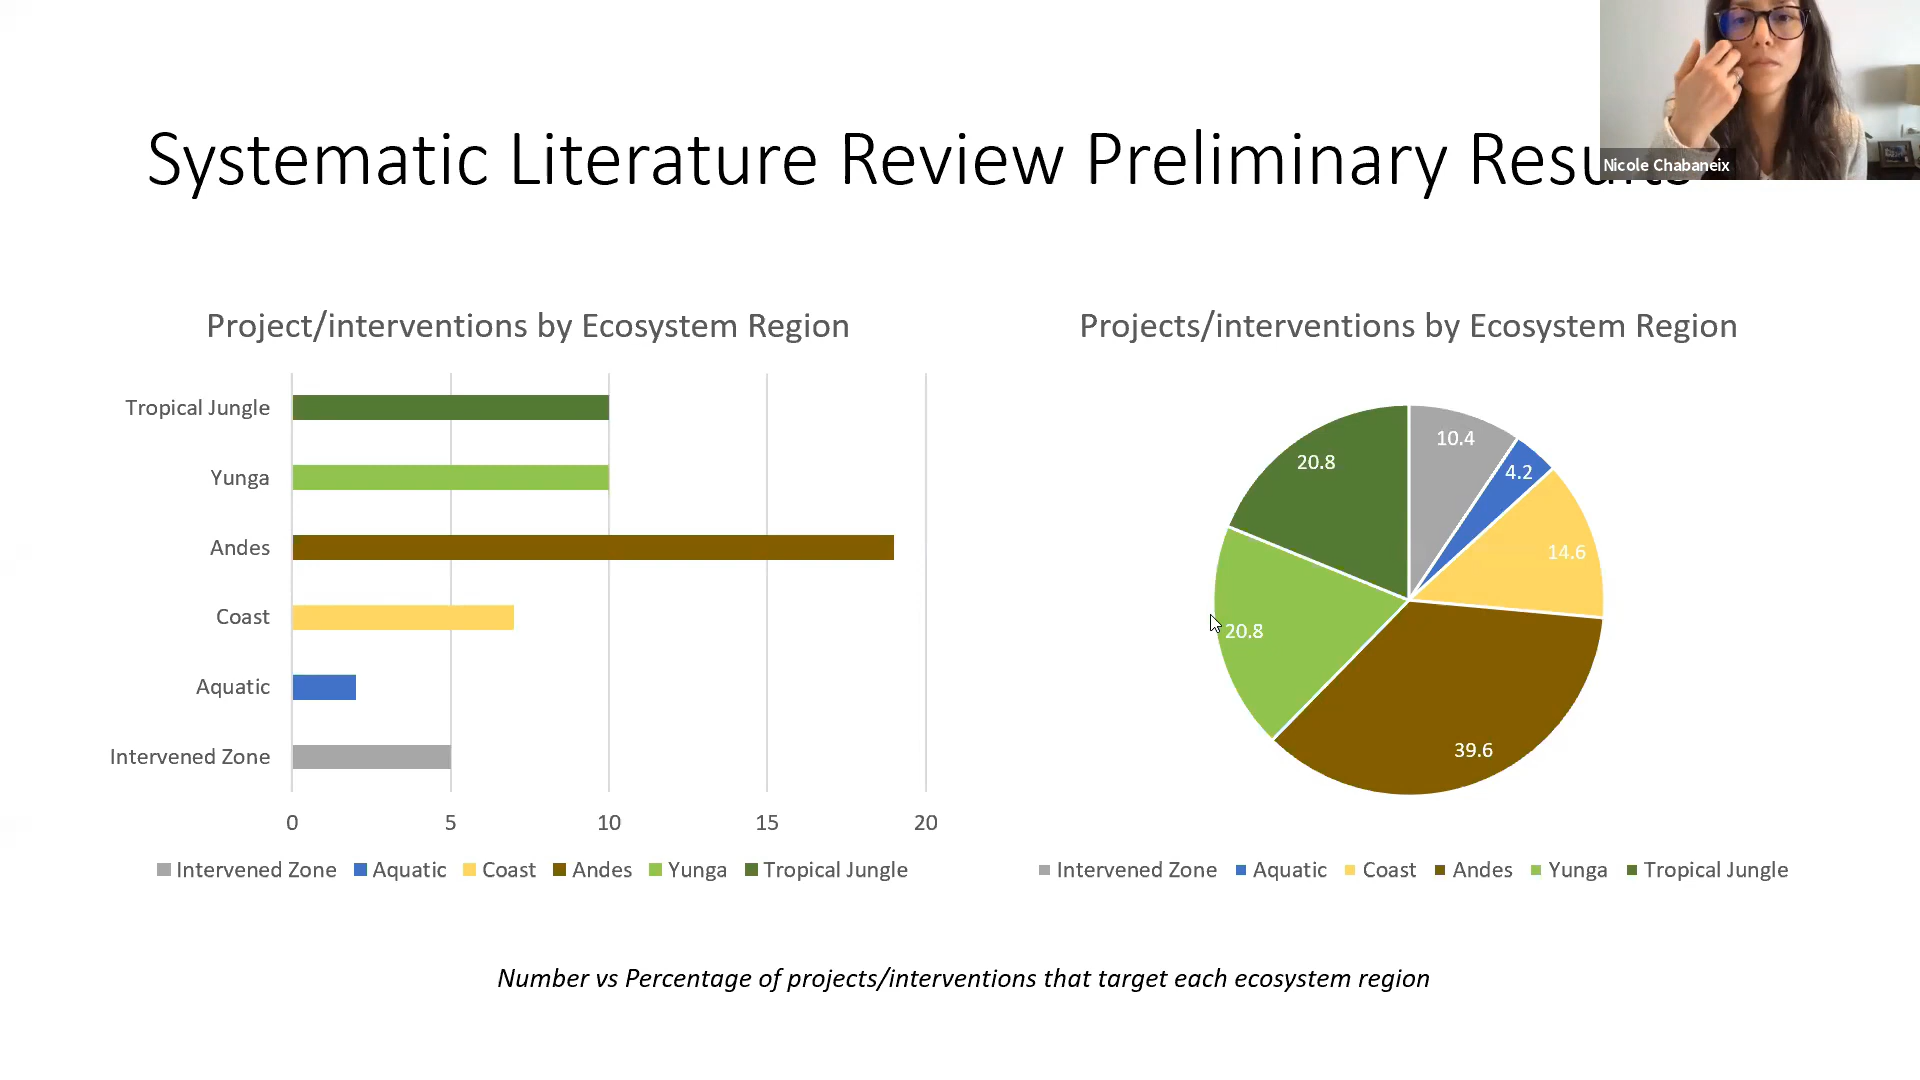 Systematic Literature Review Preliminary Results
Nicole Chabaneix
Project/interventions by Ecosystem Region
Tropical Jungle
Yunga
Andes
Coast
Aquatic
Intervened Zone
0 5 10 15 20
Intervened Zone Aquatic Coast Andes Yunga Tropical Jungle
Projects/interventions by Ecosystem Region
10.4
4.2
14.6
39.6
20.8
20.8
Intervened Zone Aquatic Coast Andes Yunga Tropical Jungle
Number vs Percentage of projects/interventions that target each ecosystem region